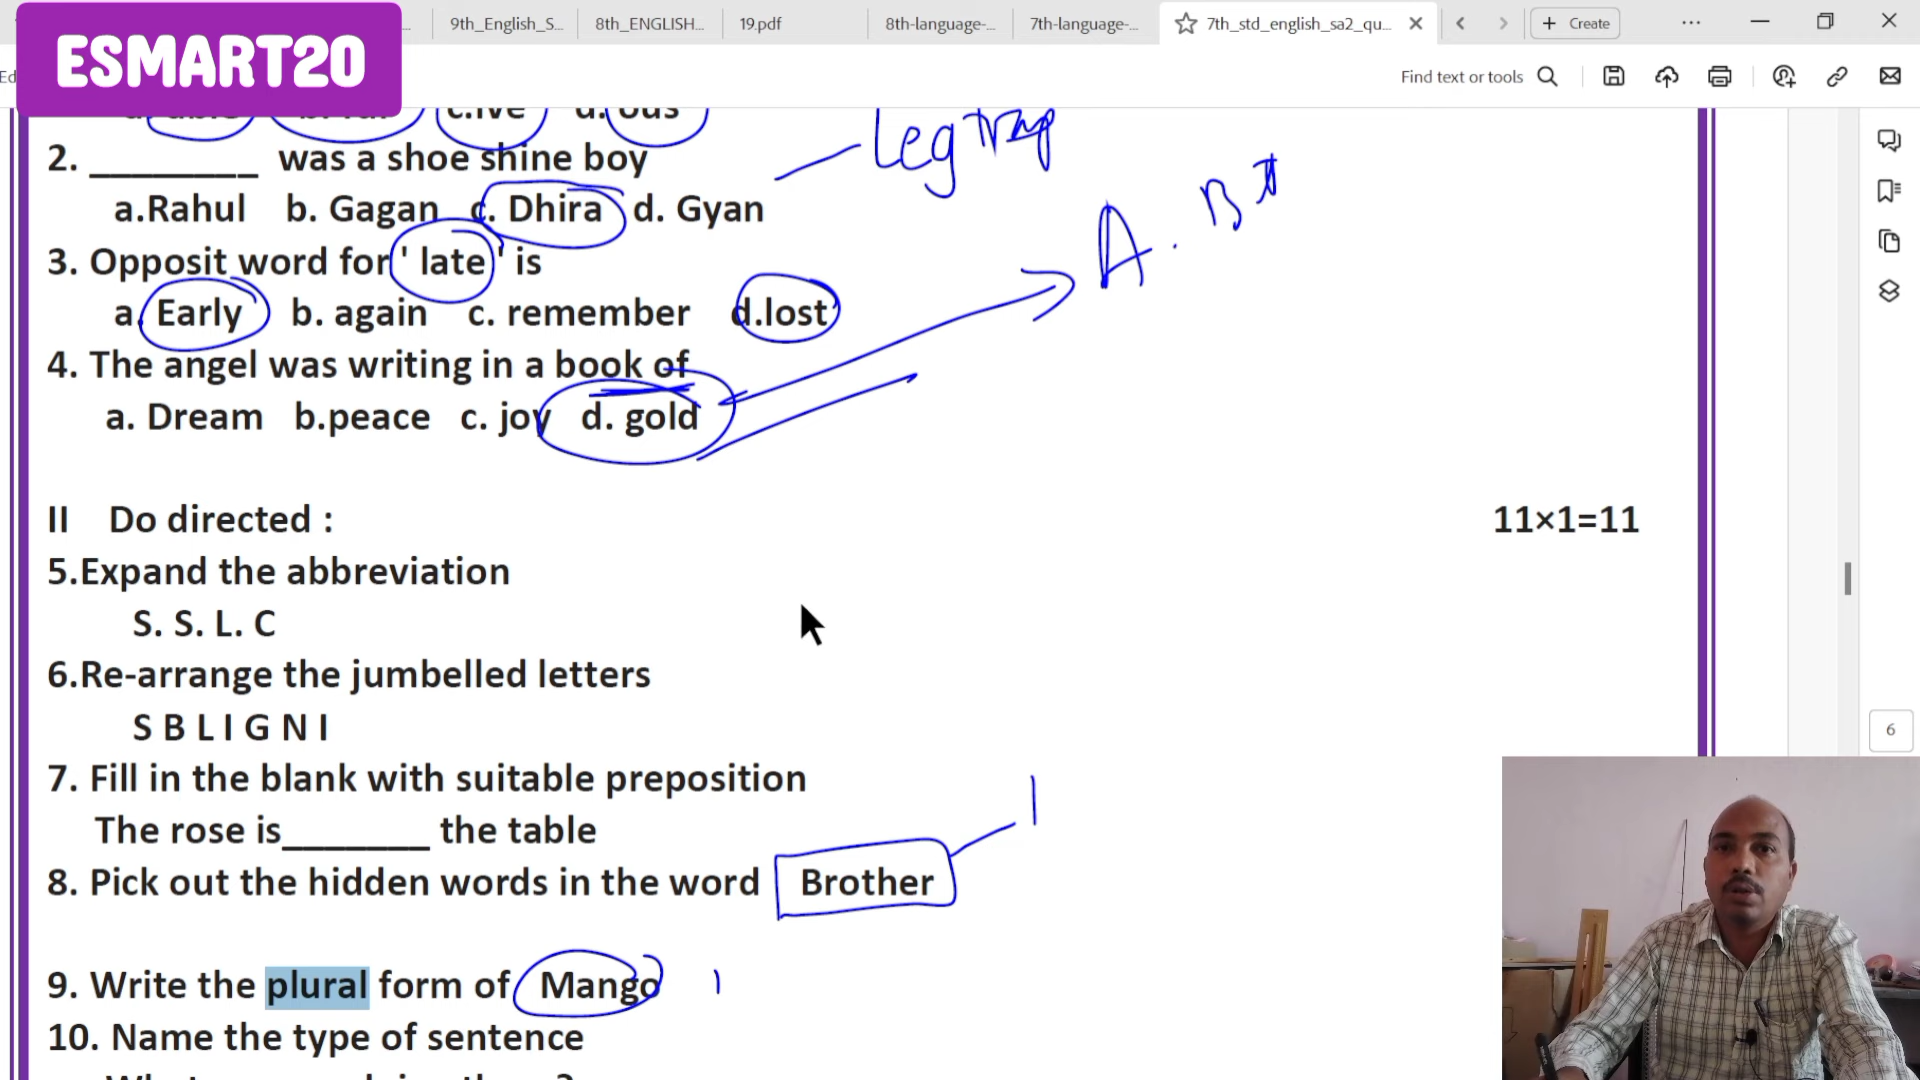 ESMART20
9th_English_S... 8th_ENGLISH... 19.pdf 8th-language-... 7th-language-... 7th_std_english_sa2_qu... Create
Find text or tools
c.ive d. ous
Leg trap
2. ________ was a shoe shine boy
a.Rahul b. Gagan c. Dhira d. Gyan
3. Opposit word for ' late ' is
A.
a. Early b. again c. remember d.lost
4. The angel was writing in a book of
a. Dream b.peace c. joy d. gold
II Do directed : 11×1=11
5.Expand the abbreviation
S. S. L. C
6.Re-arrange the jumbelled letters
S B L I G N I
7. Fill in the blank with suitable preposition
The rose is_______ the table
8. Pick out the hidden words in the word Brother
9. Write the plural form of Mango
10. Name the type of sentence
6